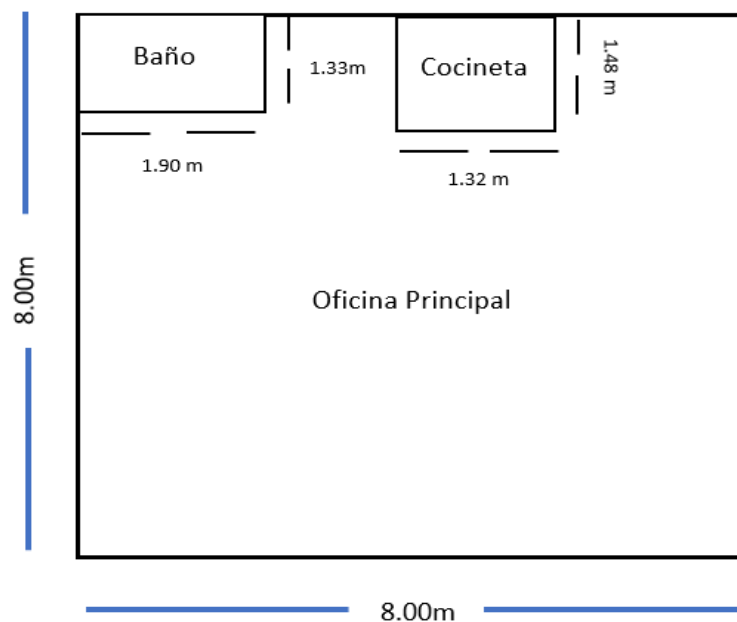 Baño
1.33m
Cocineta
1.48 m
1.90 m
1.32 m
8.00m
Oficina Principal
8.00m